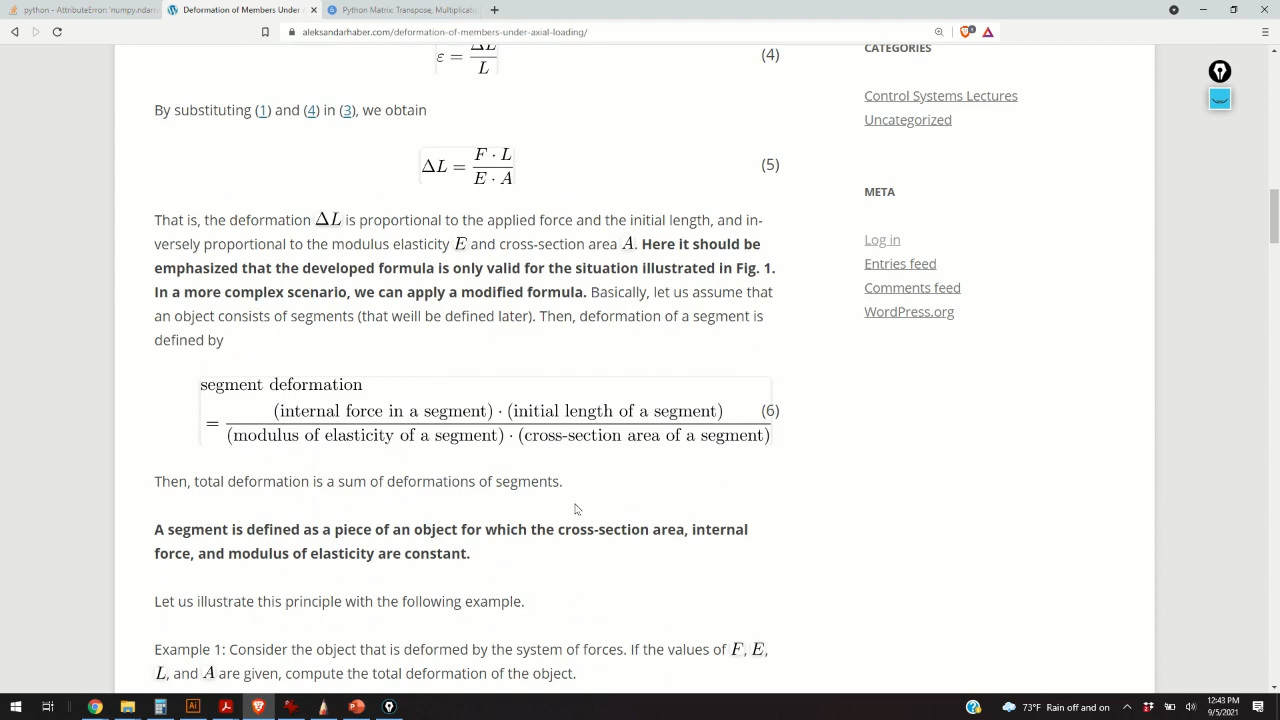 python - AttributeError: 'numpy.ndarr
Deformation of Members Under
Python Matrix: Transpose, Multiplicat
aleksandarhaber.com/deformation-of-members-under-axial-loading/
ε = ΔL / L (4)
By substituting (1) and (4) in (3), we obtain
ΔL = F · L / E · A (5)
That is, the deformation ΔL is proportional to the applied force and the initial length, and in-
versely proportional to the modulus elasticity E and cross-section area A. Here it should be
emphasized that the developed formula is only valid for the situation illustrated in Fig. 1.
In a more complex scenario, we can apply a modified formula. Basically, let us assume that
an object consists of segments (that weill be defined later). Then, deformation of a segment is
defined by
segment deformation
= (internal force in a segment) · (initial length of a segment) / (modulus of elasticity of a segment) · (cross-section area of a segment) (6)
Then, total deformation is a sum of deformations of segments.
A segment is defined as a piece of an object for which the cross-section area, internal
force, and modulus of elasticity are constant.
Let us illustrate this principle with the following example.
Example 1: Consider the object that is deformed by the system of forces. If the values of F, E,
L, and A are given, compute the total deformation of the object.
CATEGORIES
Control Systems Lectures
Uncategorized
META
Log in
Entries feed
Comments feed
WordPress.org
73°F Rain off and on
12:43 PM
9/5/2021